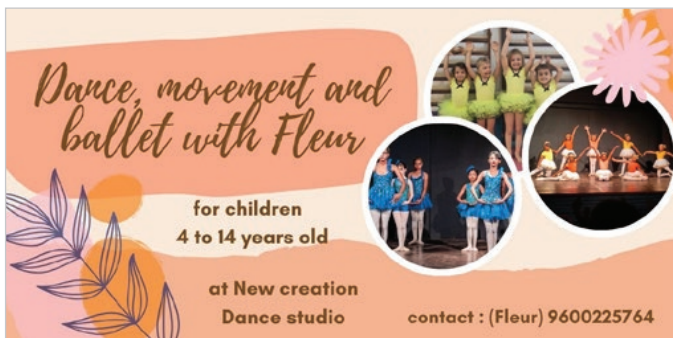 Dance, movement and
ballet with Fleur
for children
4 to 14 years old
at New creation
Dance studio
contact : (Fleur) 9600225764